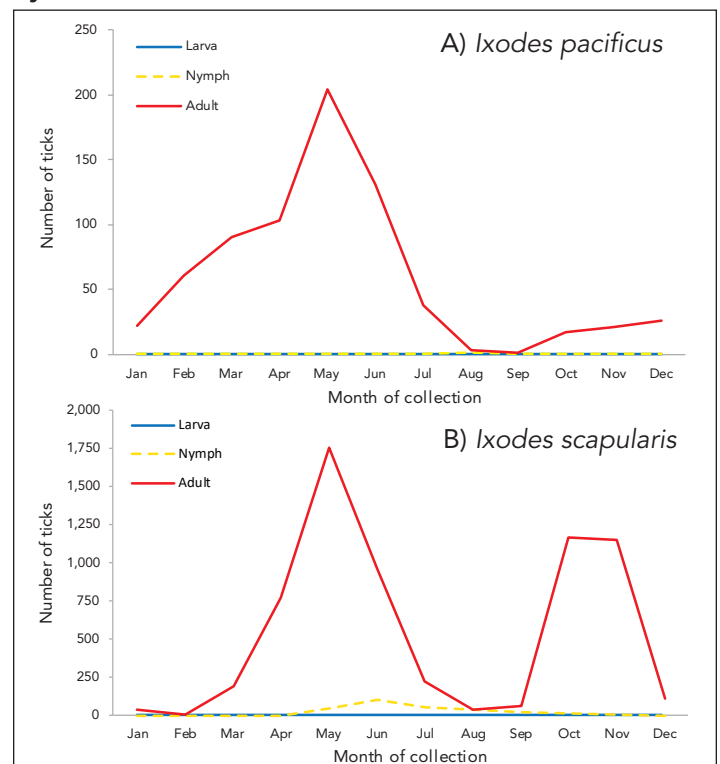 250
A) Ixodes pacificus
Larva
Nymph
Adult
200
150
100
50
0
Number of ticks
Jan Feb Mar Apr May Jun Jul Aug Sep Oct Nov Dec
Month of collection
2,000
B) Ixodes scapularis
Larva
Nymph
Adult
1,750
1,500
1,250
1,000
750
500
250
0
Number of ticks
Jan Feb Mar Apr May Jun Jul Aug Sep Oct Nov Dec
Month of collection